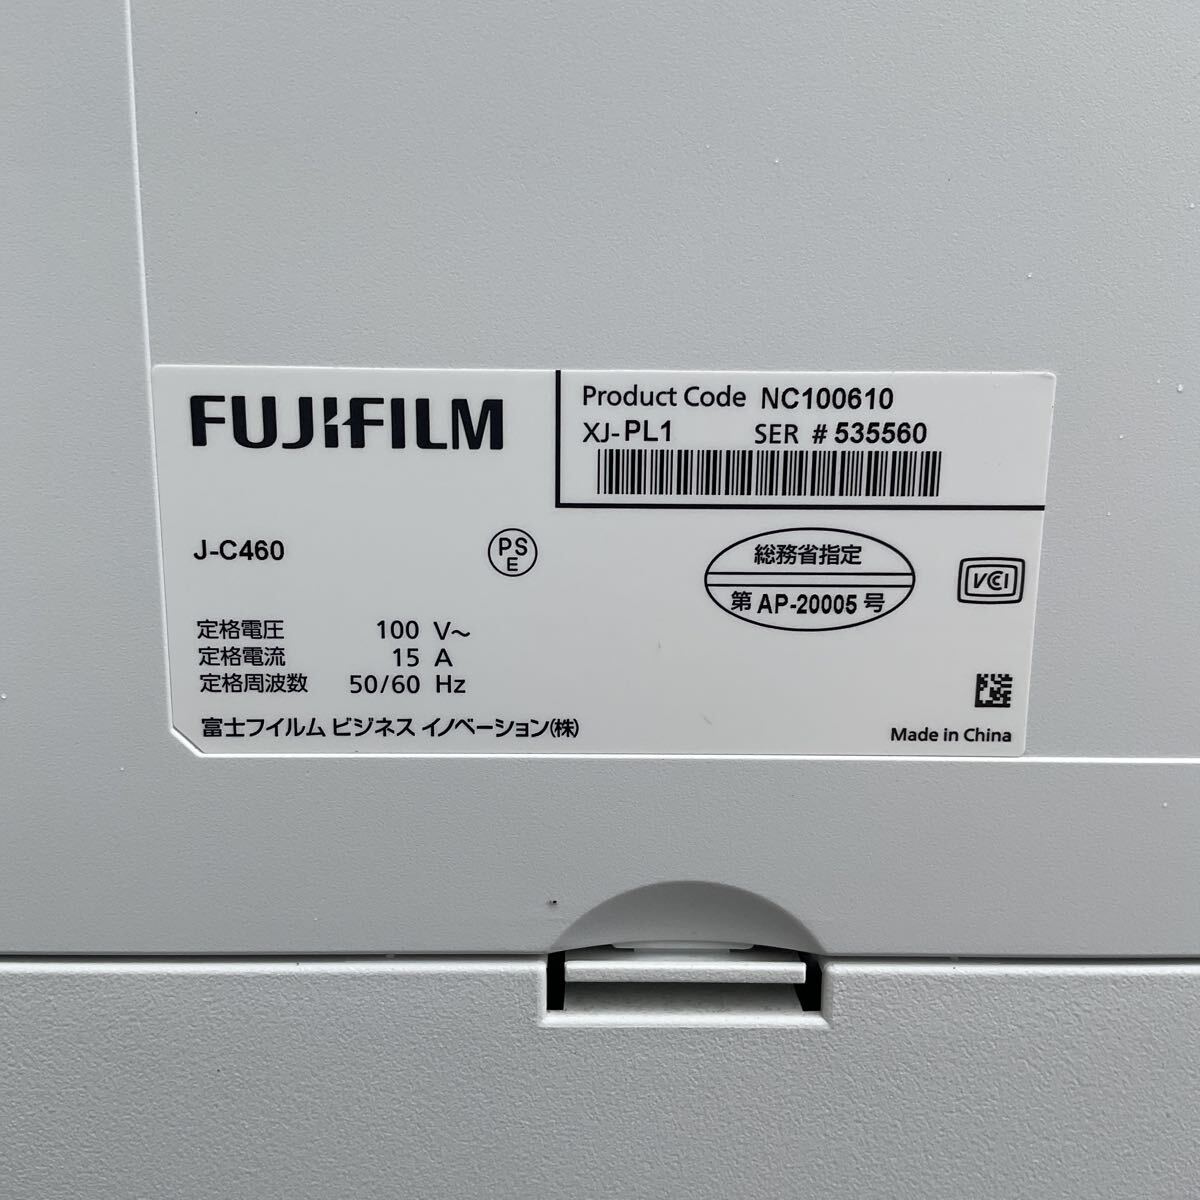 FUJIFILM
Product Code NC100610
XJ-PL1 SER # 535560
J-C460
PS
E
総務省指定
第 AP-20005 号
VCCI
定格電圧 100 V~
定格電流 15 A
定格周波数 50/60 Hz
富士フイルム ビジネス イノベーション(株)
Made in China